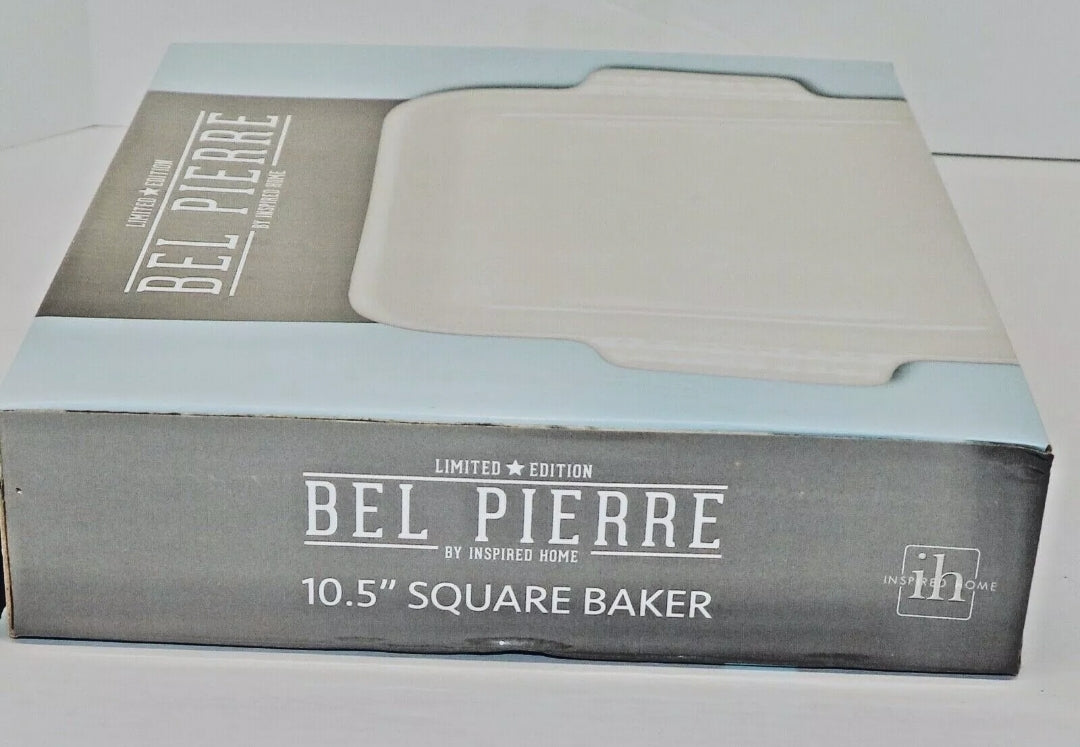 LIMITED ★ EDITION
BEL PIERRE
BY INSPIRED HOME
LIMITED ★ EDITION
BEL PIERRE
BY INSPIRED HOME
10.5" SQUARE BAKER
ih
INSPIRED HOME